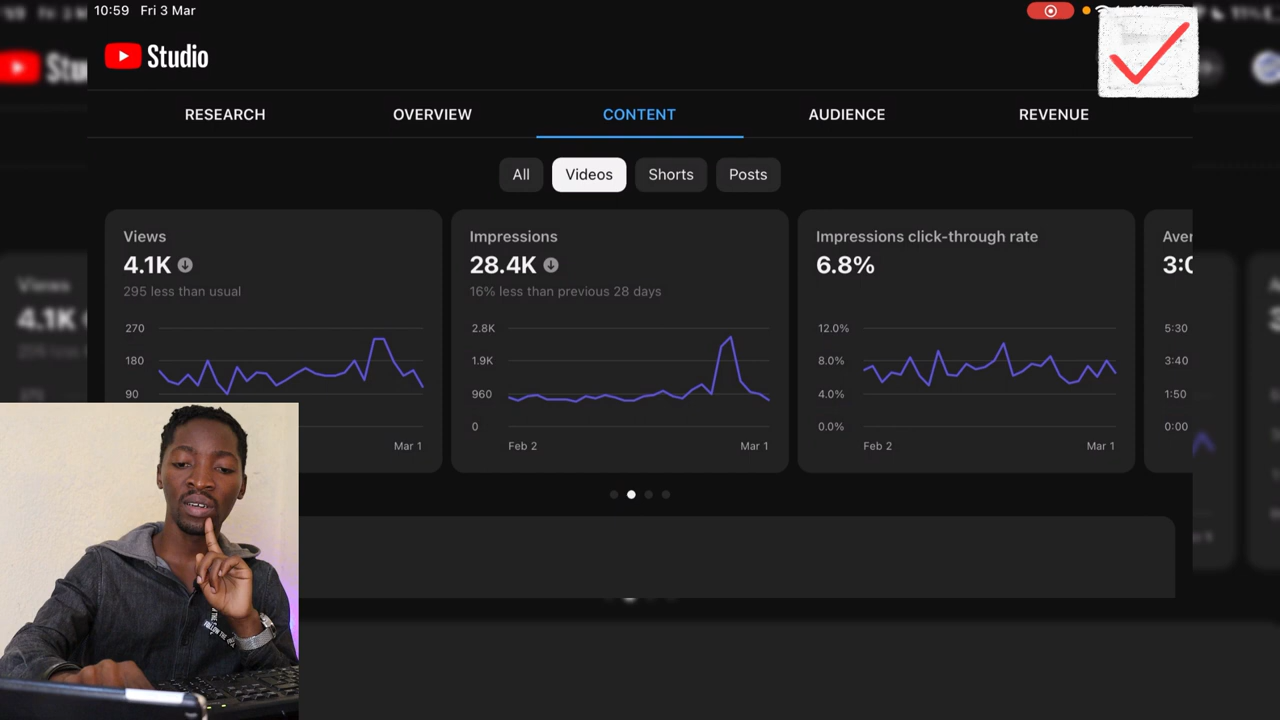 10:59 Fri 3 Mar
Studio
RESEARCH OVERVIEW CONTENT AUDIENCE REVENUE
All Videos Shorts Posts
Views
4.1K
295 less than usual
270
180
90
Mar 1
Impressions
28.4K
16% less than previous 28 days
2.8K
1.9K
960
0
Feb 2 Mar 1
Impressions click-through rate
6.8%
12.0%
8.0%
4.0%
0.0%
Feb 2 Mar 1
5:30
3:40
1:50
0:00
Views
4.1K